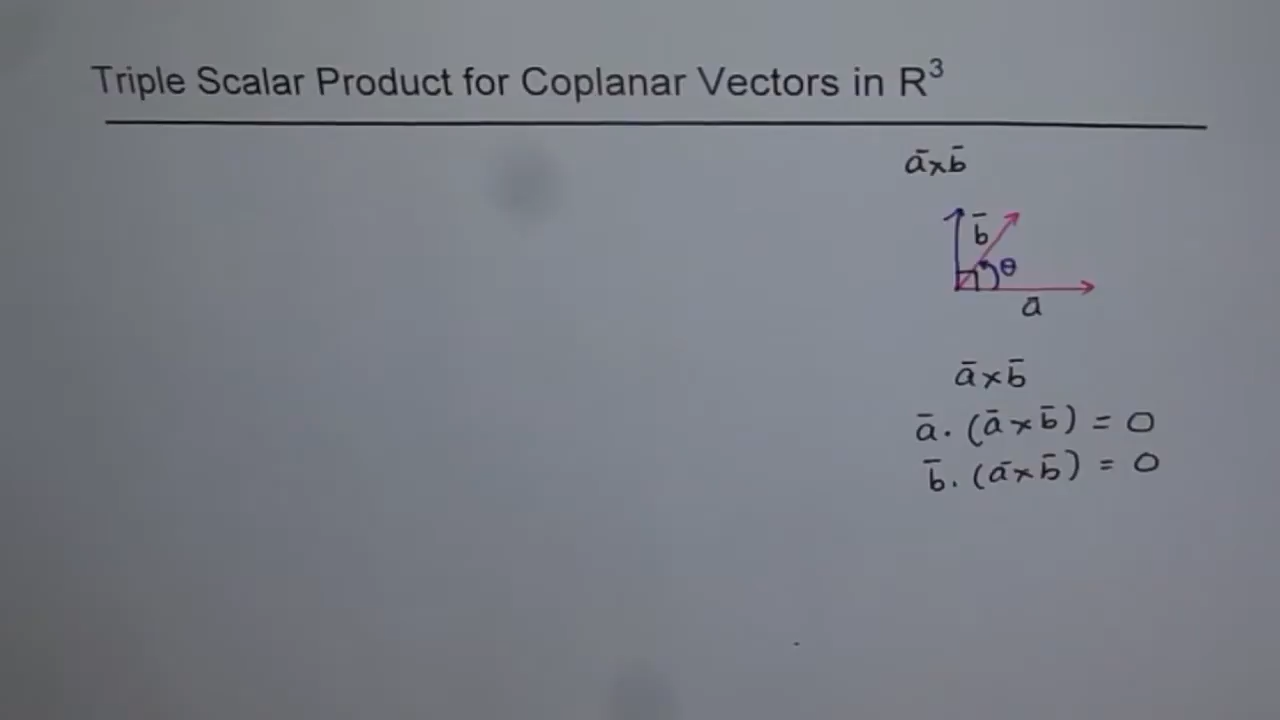 Triple Scalar Product for Coplanar Vectors in R³
a̅×b̅
b̅
θ
a̅
a̅×b̅
a̅·(a̅×b̅) = 0
b̅·(a̅×b̅) = 0